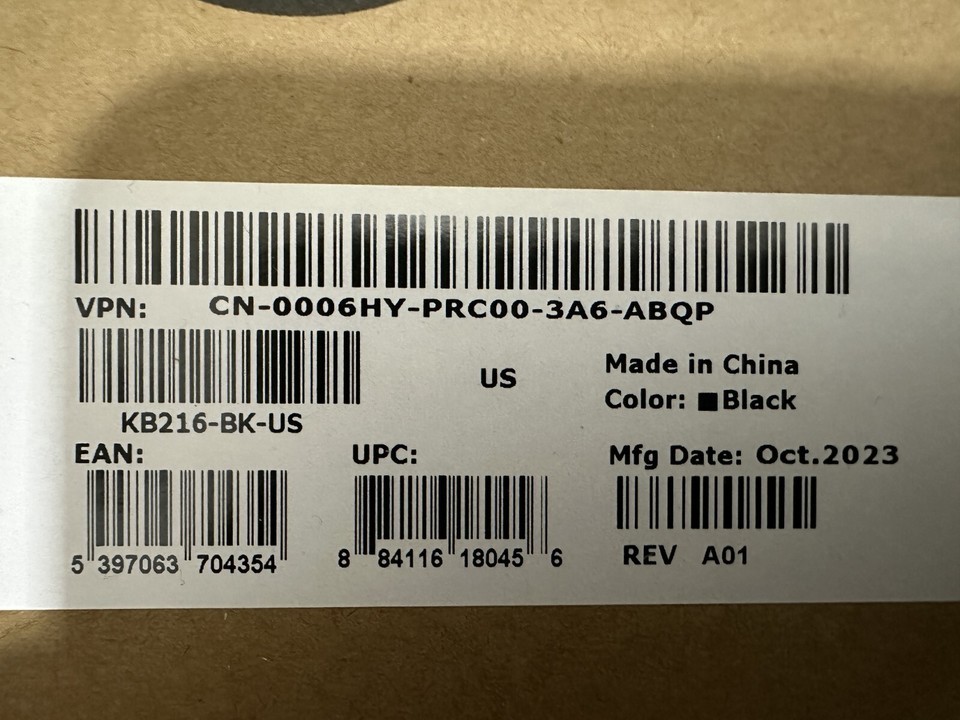 VPN: CN-0006HY-PRC00-3A6-ABQP
KB216-BK-US
US
Made in China
Color: Black
EAN:
5 397063 704354
UPC:
8 84116 18045 6
Mfg Date: Oct.2023
REV A01